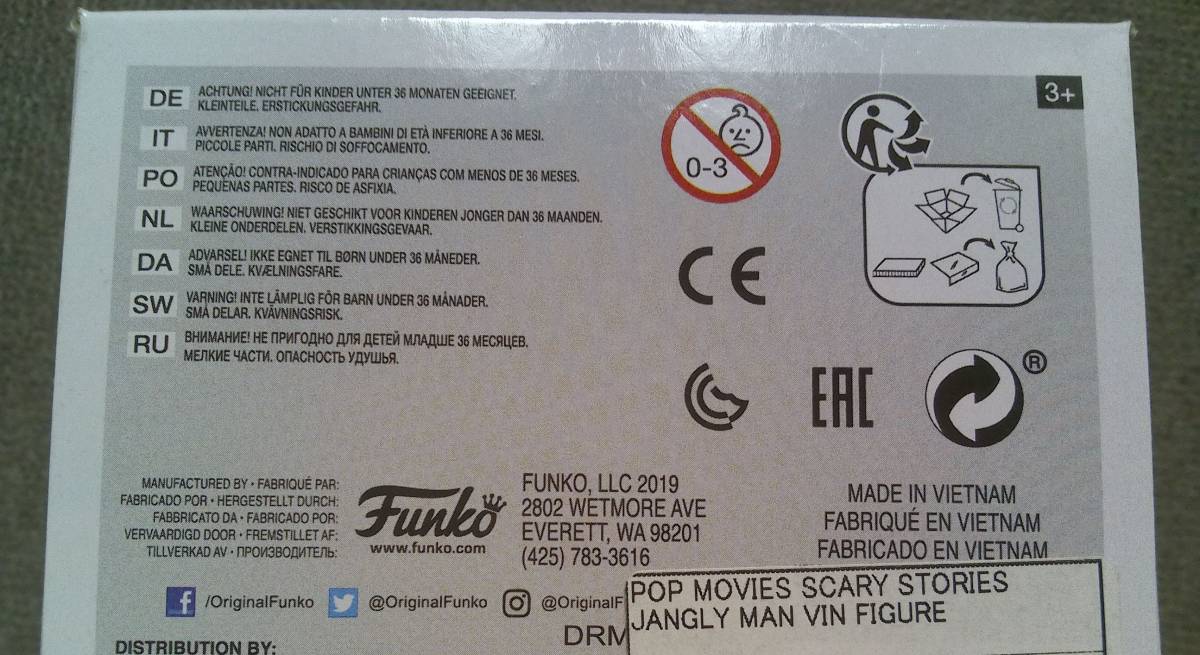 DE ACHTUNG! NICHT FÜR KINDER UNTER 36 MONATEN GEEIGNET.
KLEINTEILE. ERSTICKUNGSGEFAHR.
IT AVVERTENZA! NON ADATTO A BAMBINI DI ETÀ INFERIORE A 36 MESI.
PICCOLE PARTI. RISCHIO DI SOFFOCAMENTO.
PO ATENÇÃO! CONTRA-INDICADO PARA CRIANÇAS COM MENOS DE 36 MESES.
PEQUENAS PARTES. RISCO DE ASFIXIA.
NL WAARSCHUWING! NIET GESCHIKT VOOR KINDEREN JONGER DAN 36 MAANDEN.
KLEINE ONDERDELEN. VERSTIKKINGSGEVAAR.
DA ADVARSEL! IKKE EGNET TIL BØRN UNDER 36 MÅNEDER.
SMÅ DELE. KVÆLNINGSFARE.
SW VARNING! INTE LÄMPLIG FÖR BARN UNDER 36 MÅNADER.
SMÅ DELAR. KVÄVNINGSRISK.
RU ВНИМАНИЕ! НЕ ПРИГОДНО ДЛЯ ДЕТЕЙ МЛАДШЕ 36 МЕСЯЦЕВ.
МЕЛКИЕ ЧАСТИ. ОПАСНОСТЬ УДУШЬЯ.
0-3
3+
CE
EAC
®
MANUFACTURED BY • FABRIQUÉ PAR:
FABRICADO POR • HERGESTELLT DURCH:
FABBRICATO DA • FABRICADO POR:
VERVAARDIGD DOOR • FREMSTILLET AF:
TILLVERKAD AV • ПРОИЗВОДИТЕЛЬ:
Funko
www.funko.com
FUNKO, LLC 2019
2802 WETMORE AVE
EVERETT, WA 98201
(425) 783-3616
MADE IN VIETNAM
FABRIQUÉ EN VIETNAM
FABRICADO EN VIETNAM
/OriginalFunko @OriginalFunko @OriginalF
POP MOVIES SCARY STORIES
JANGLY MAN VIN FIGURE
DRM
DISTRIBUTION BY: